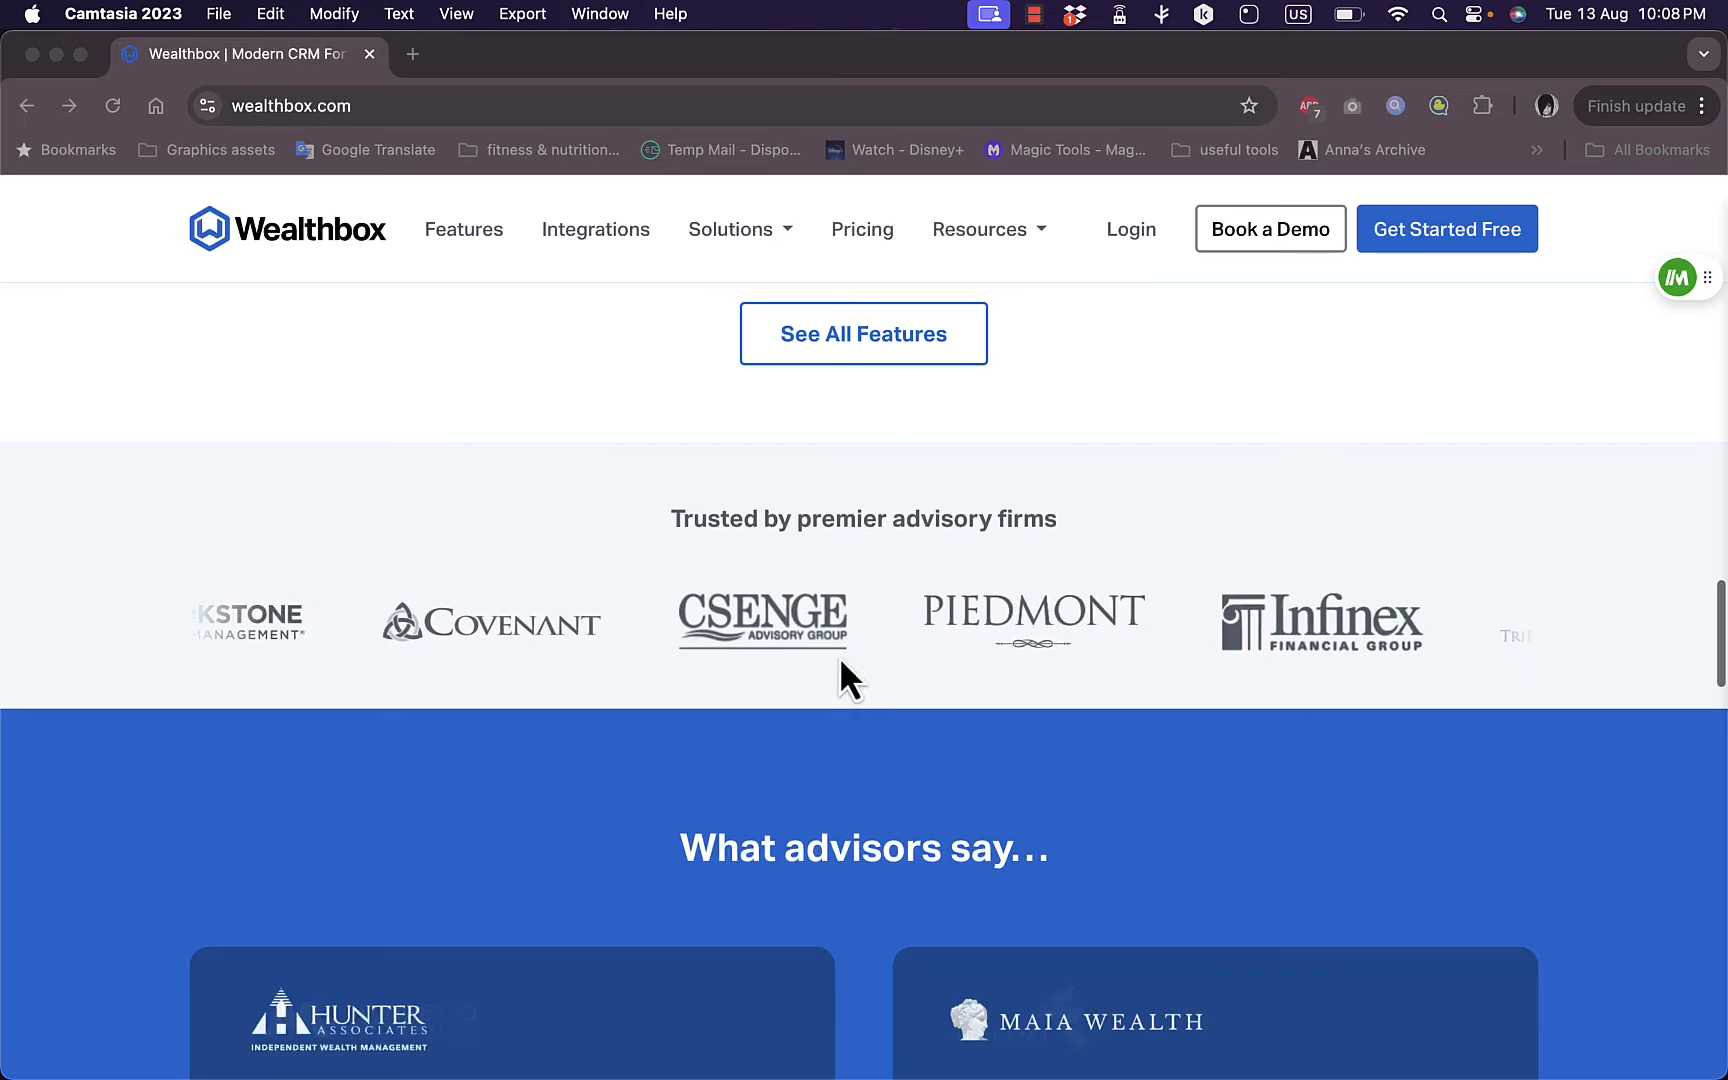 Camtasia 2023 File Edit Modify Text View Export Window Help US Tue 13 Aug 10:08 PM
Wealthbox | Modern CRM For
wealthbox.com ABP 7 Finish update
Bookmarks Graphics assets Google Translate fitness & nutrition... Temp Mail - Dispo... Watch - Disney+ Magic Tools - Mag... useful tools Anna's Archive All Bookmarks
Wealthbox Features Integrations Solutions Pricing Resources Login Book a Demo Get Started Free
See All Features
Trusted by premier advisory firms
KSTONE
MANAGEMENT®
COVENANT
CSENGE
ADVISORY GROUP
PIEDMONT
Infinex
FINANCIAL GROUP
What advisors say...
HUNTER
ASSOCIATES
INDEPENDENT WEALTH MANAGEMENT
MAIA WEALTH